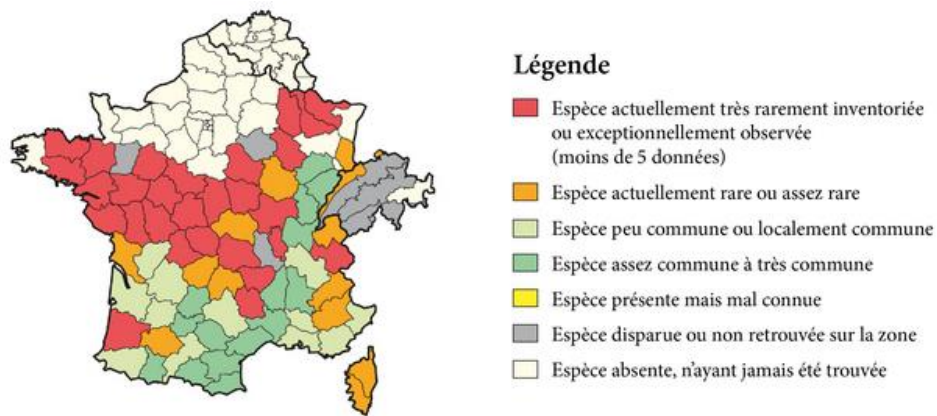 Légende
Espèce actuellement très rarement inventoriée
ou exceptionnellement observée
(moins de 5 données)
Espèce actuellement rare ou assez rare
Espèce peu commune ou localement commune
Espèce assez commune à très commune
Espèce présente mais mal connue
Espèce disparue ou non retrouvée sur la zone
Espèce absente, n'ayant jamais été trouvée